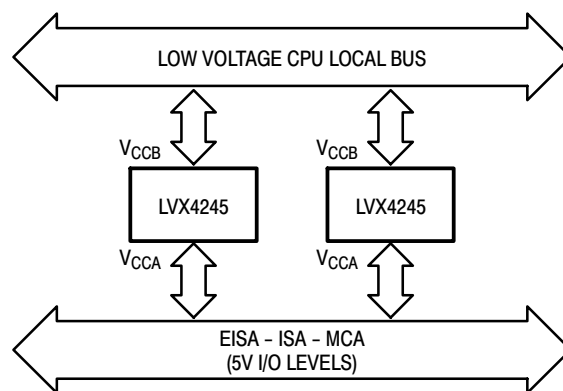 LOW VOLTAGE CPU LOCAL BUS
VCCB VCCB
LVX4245 LVX4245
VCCA VCCA
EISA – ISA – MCA
(5V I/O LEVELS)